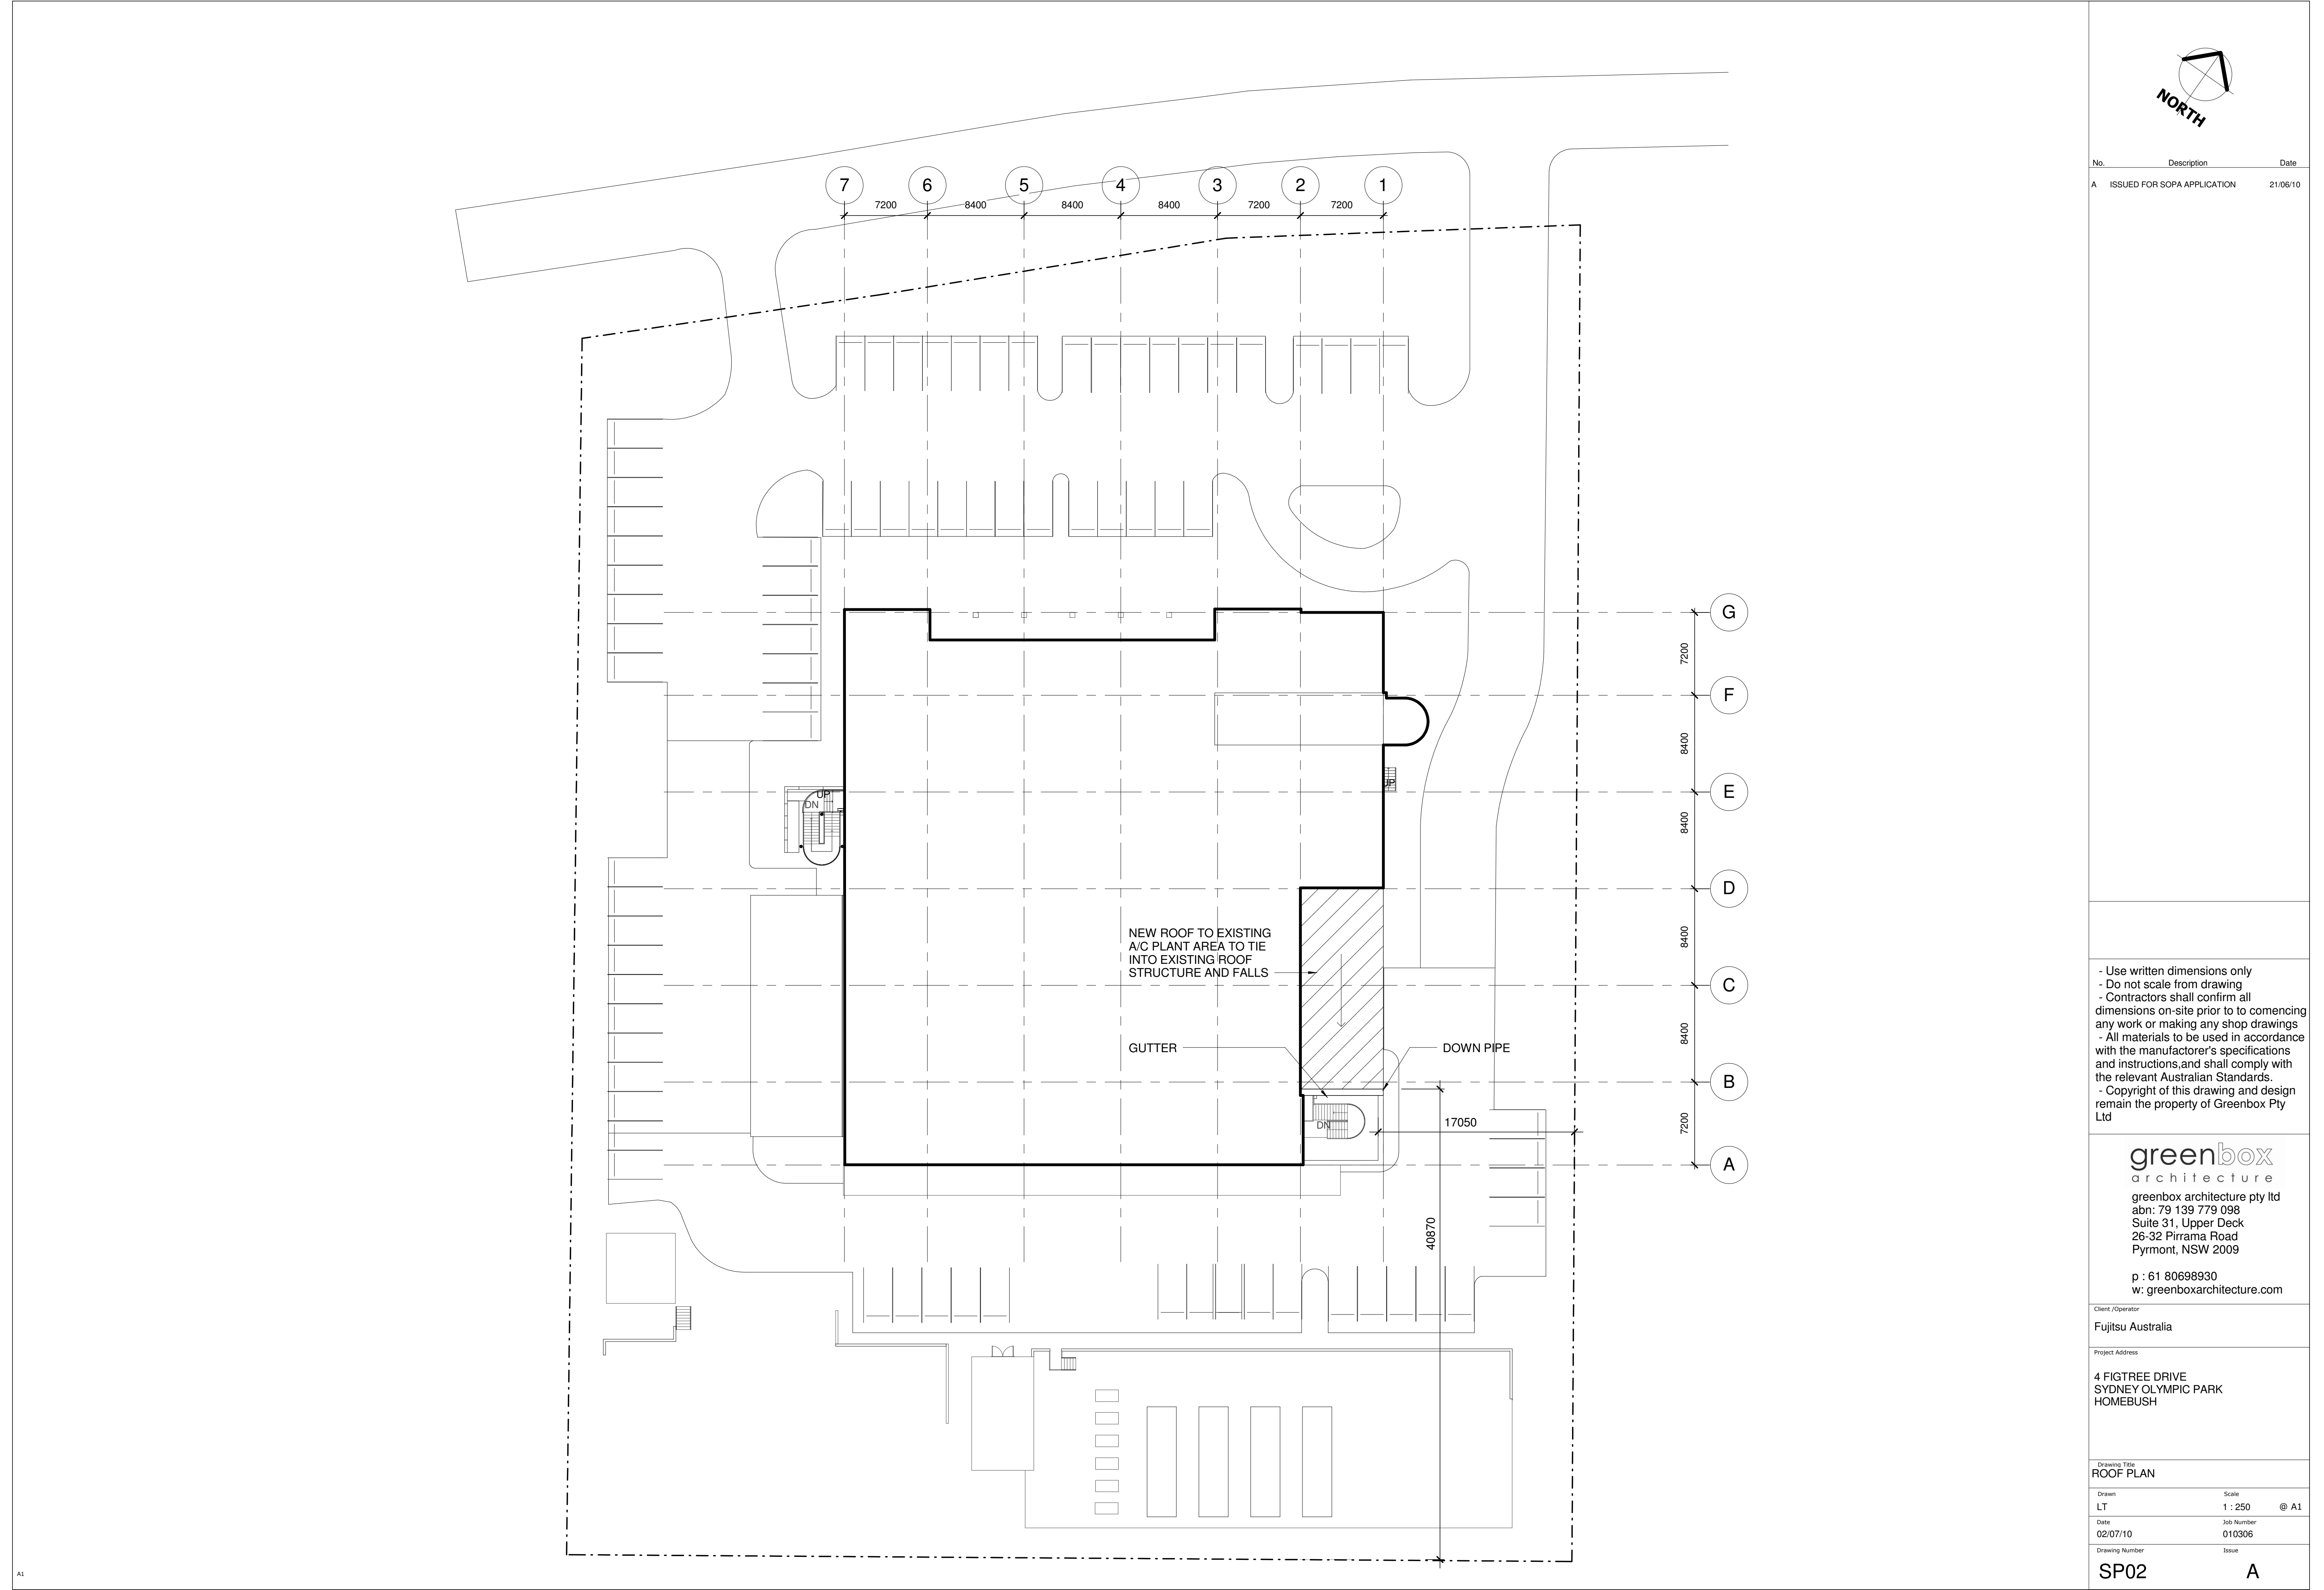 NORTH
No. Description Date
A ISSUED FOR SOPA APPLICATION 21/06/10
7 6 5 4 3 2 1
7200 8400 8400 8400 7200 7200
G
7200
F
8400
E
8400
D
8400
C
8400
B
7200
A
UP
DN
UP
NEW ROOF TO EXISTING
A/C PLANT AREA TO TIE
INTO EXISTING ROOF
STRUCTURE AND FALLS
GUTTER
DOWN PIPE
DN
17050
40870
- Use written dimensions only
- Do not scale from drawing
- Contractors shall confirm all
dimensions on-site prior to to comencing
any work or making any shop drawings
- All materials to be used in accordance
with the manufacturer's specifications
and instructions,and shall comply with
the relevant Australian Standards.
- Copyright of this drawing and design
remain the property of Greenbox Pty
Ltd
greenbox
architecture
greenbox architecture pty ltd
abn: 79 139 779 098
Suite 31, Upper Deck
26-32 Pirrama Road
Pyrmont, NSW 2009
p : 61 80698930
w: greenboxarchitecture.com
Client /Operator
Fujitsu Australia
Project Address
4 FIGTREE DRIVE
SYDNEY OLYMPIC PARK
HOMEBUSH
Drawing Title
ROOF PLAN
Drawn Scale
LT 1 : 250 @ A1
Date Job Number
02/07/10 010306
Drawing Number Issue
SP02 A
A1